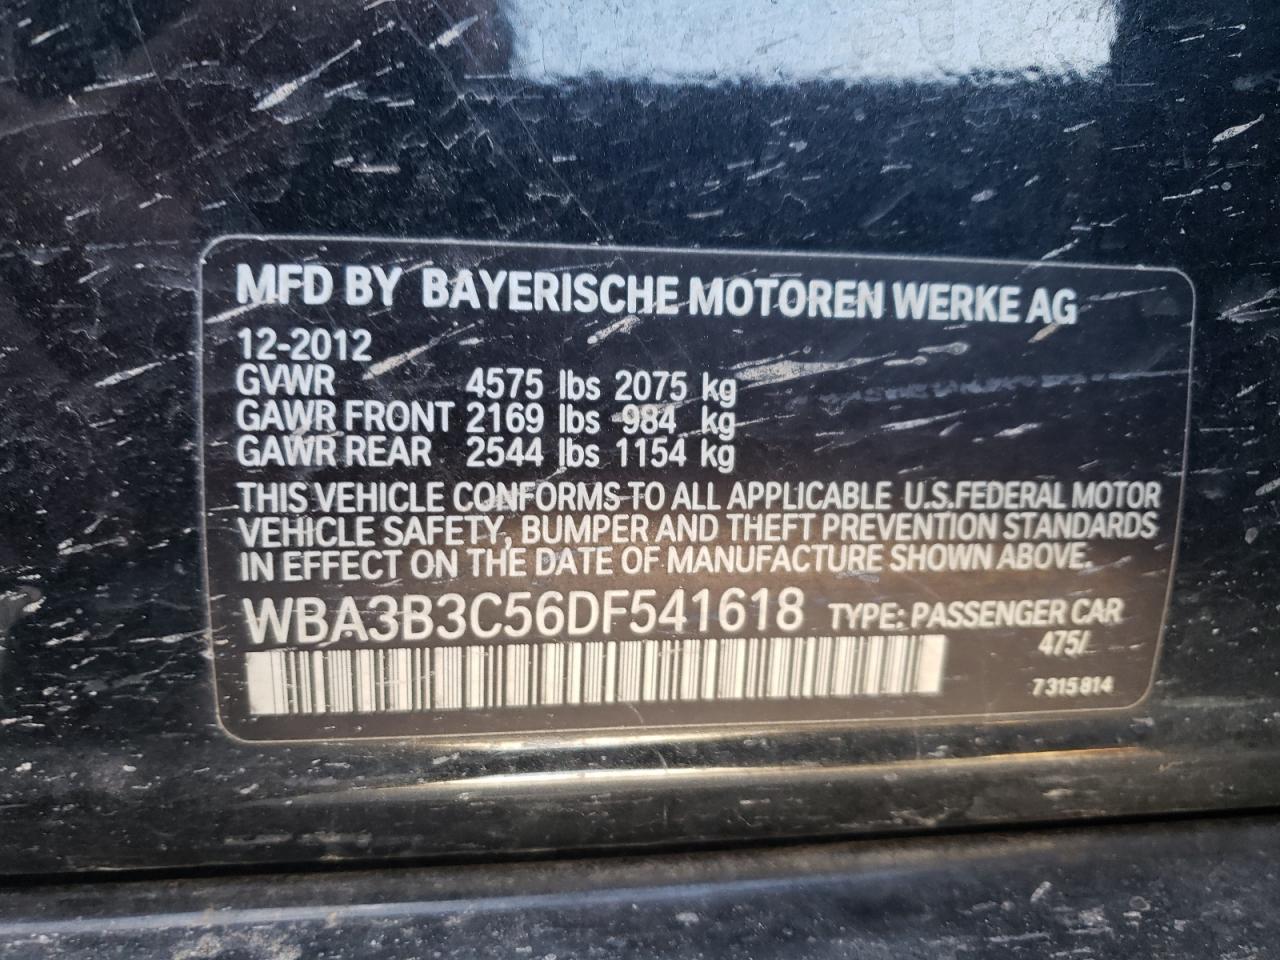 MFD BY BAYERISCHE MOTOREN WERKE AG
12-2012
GVWR 4575 lbs 2075 kg
GAWR FRONT 2169 lbs 984 kg
GAWR REAR 2544 lbs 1154 kg
THIS VEHICLE CONFORMS TO ALL APPLICABLE U.S.FEDERAL MOTOR
VEHICLE SAFETY, BUMPER AND THEFT PREVENTION STANDARDS
IN EFFECT ON THE DATE OF MANUFACTURE SHOWN ABOVE.
WBA3B3C56DF541618 TYPE: PASSENGER CAR
475/
7 315 814